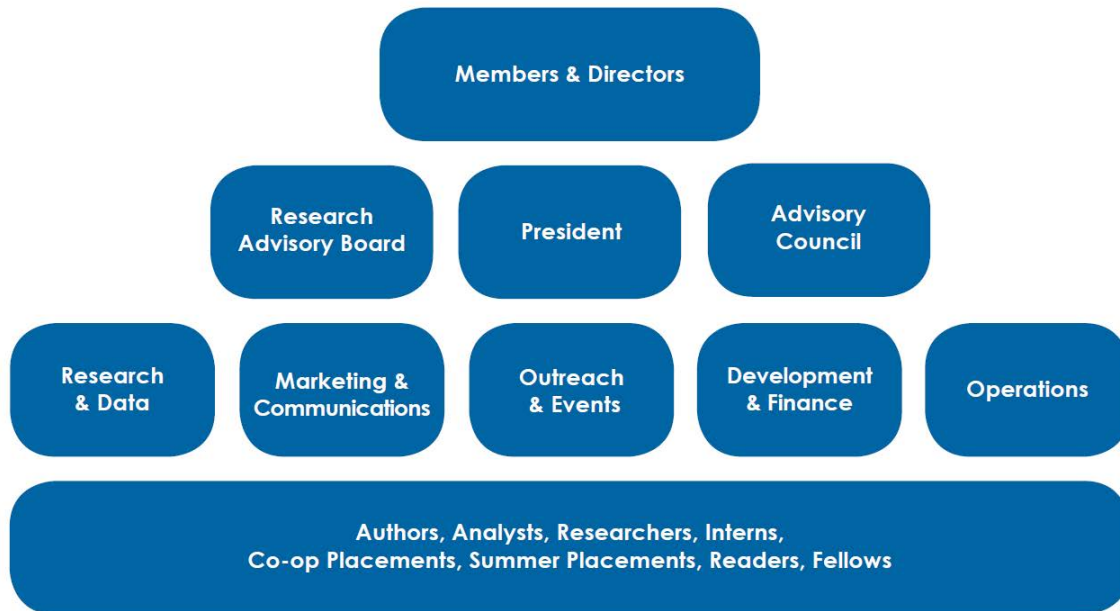 Members & Directors
Research
Advisory Board
President
Advisory
Council
Research
& Data
Marketing &
Communications
Outreach
& Events
Development
& Finance
Operations
Authors, Analysts, Researchers, Interns,
Co-op Placements, Summer Placements, Readers, Fellows